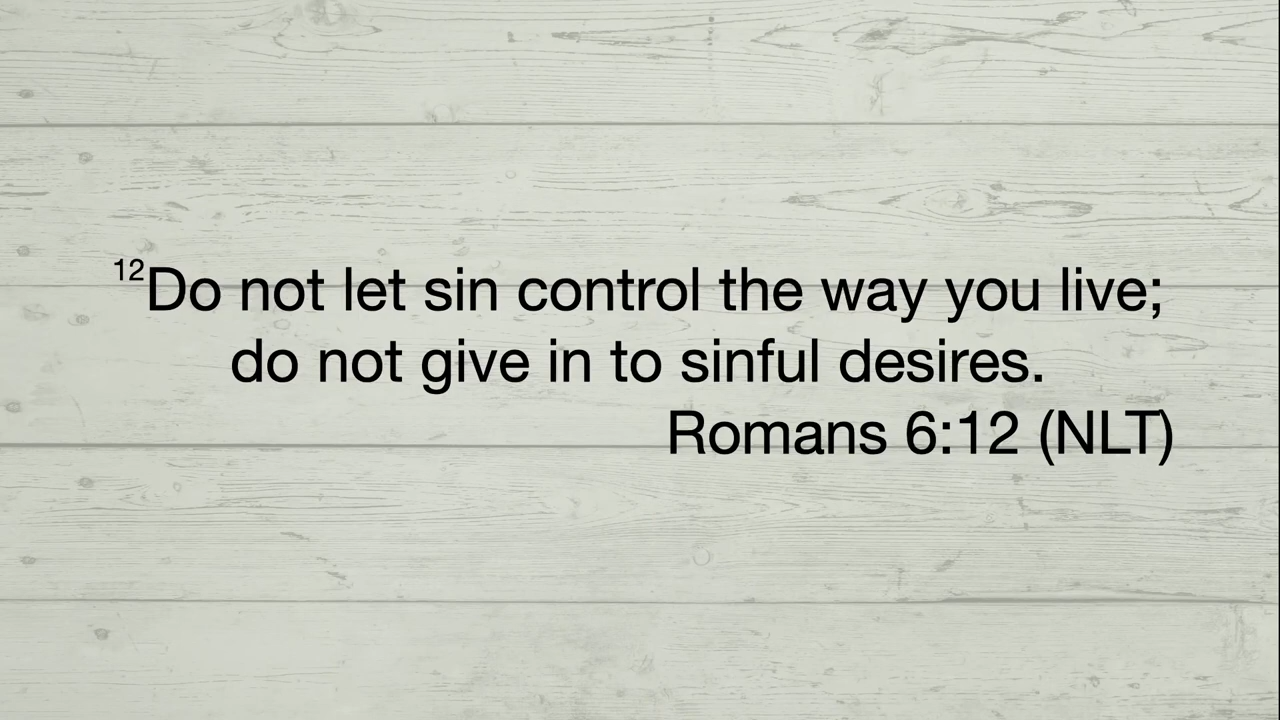 12Do not let sin control the way you live;
do not give in to sinful desires.
Romans 6:12 (NLT)